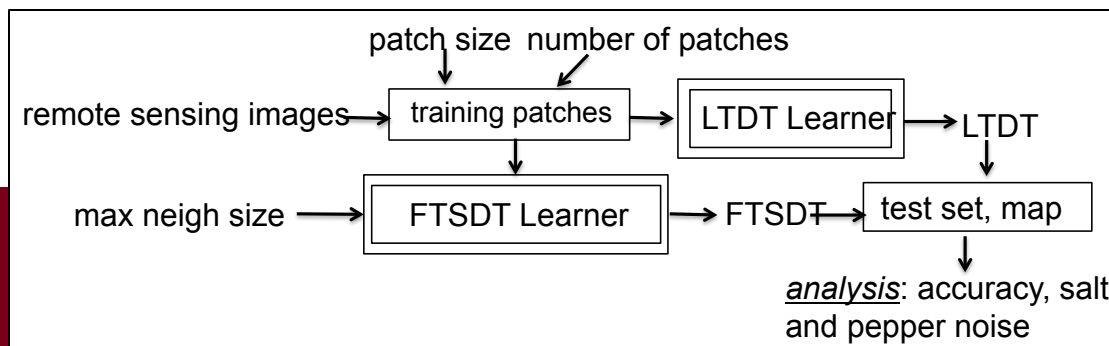 patch size number of patches
remote sensing images
training patches
LTDT Learner
LTDT
max neigh size
FTSDT Learner
FTSDT
test set, map
analysis: accuracy, salt
and pepper noise